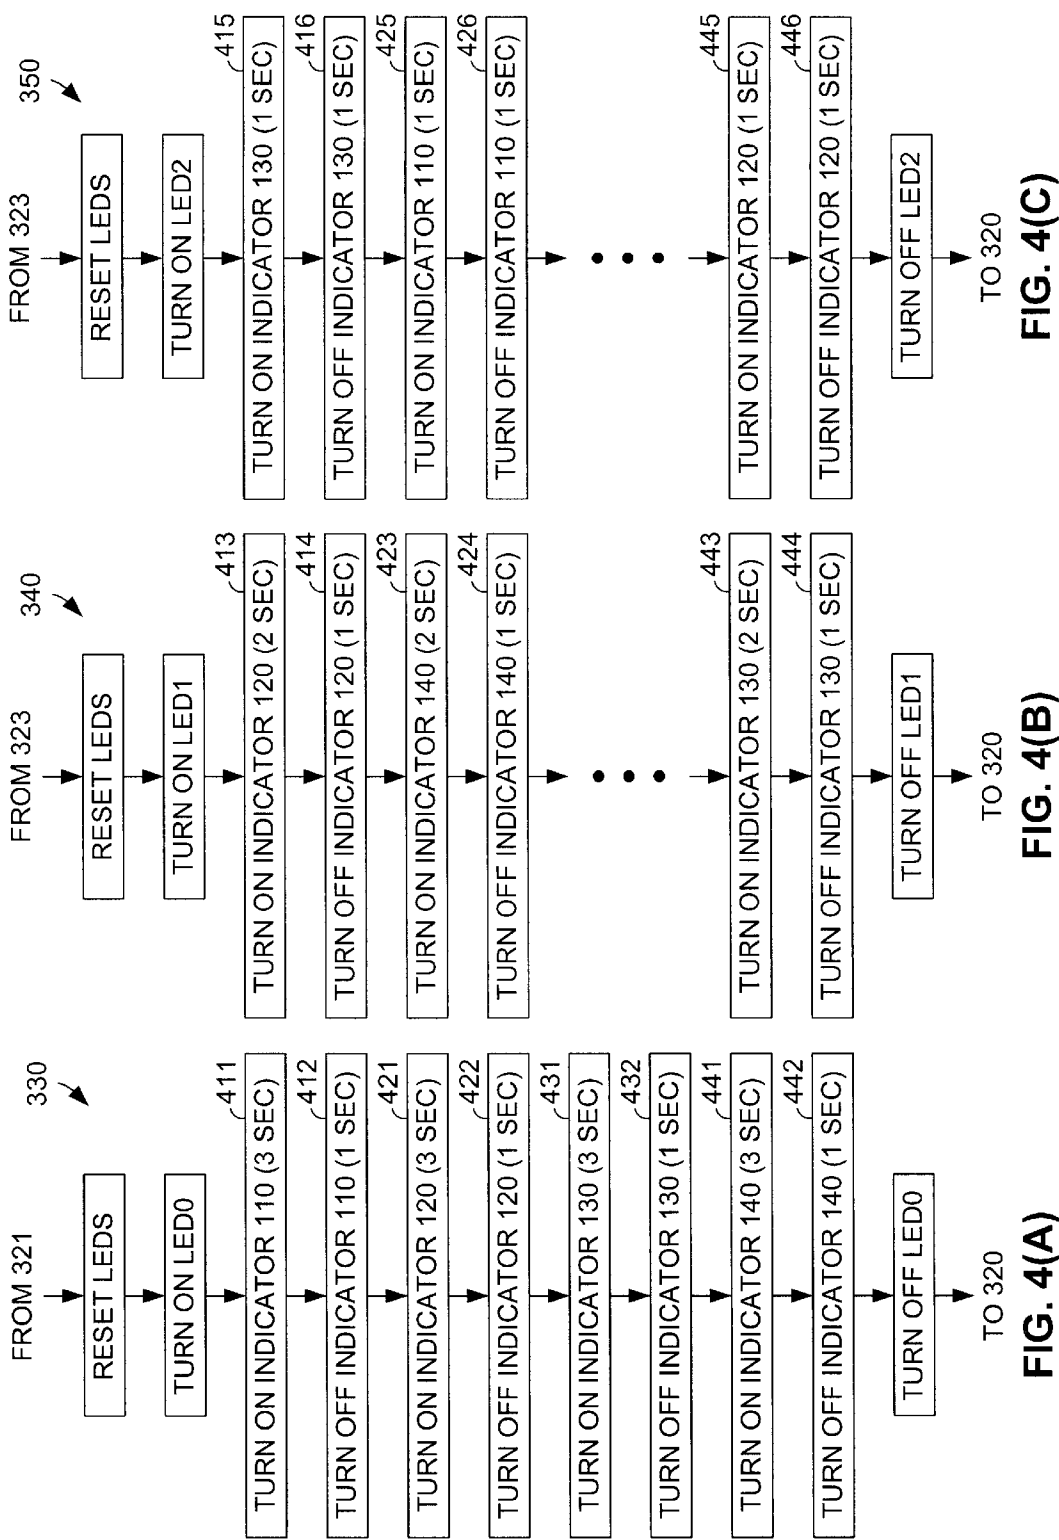 330
FROM 321
RESET LEDS
TURN ON LED0
411
TURN ON INDICATOR 110 (3 SEC)
412
TURN OFF INDICATOR 110 (1 SEC)
421
TURN ON INDICATOR 120 (3 SEC)
422
TURN OFF INDICATOR 120 (1 SEC)
431
TURN ON INDICATOR 130 (3 SEC)
432
TURN OFF INDICATOR 130 (1 SEC)
441
TURN ON INDICATOR 140 (3 SEC)
442
TURN OFF INDICATOR 140 (1 SEC)
TURN OFF LED0
TO 320
FIG. 4(A)
340
FROM 323
RESET LEDS
TURN ON LED1
413
TURN ON INDICATOR 120 (2 SEC)
414
TURN OFF INDICATOR 120 (1 SEC)
423
TURN ON INDICATOR 140 (2 SEC)
424
TURN OFF INDICATOR 140 (1 SEC)
443
TURN ON INDICATOR 130 (2 SEC)
444
TURN OFF INDICATOR 130 (1 SEC)
TURN OFF LED1
TO 320
FIG. 4(B)
350
FROM 323
RESET LEDS
TURN ON LED2
415
TURN ON INDICATOR 130 (1 SEC)
416
TURN OFF INDICATOR 130 (1 SEC)
425
TURN ON INDICATOR 110 (1 SEC)
426
TURN OFF INDICATOR 110 (1 SEC)
445
TURN ON INDICATOR 120 (1 SEC)
446
TURN OFF INDICATOR 120 (1 SEC)
TURN OFF LED2
TO 320
FIG. 4(C)